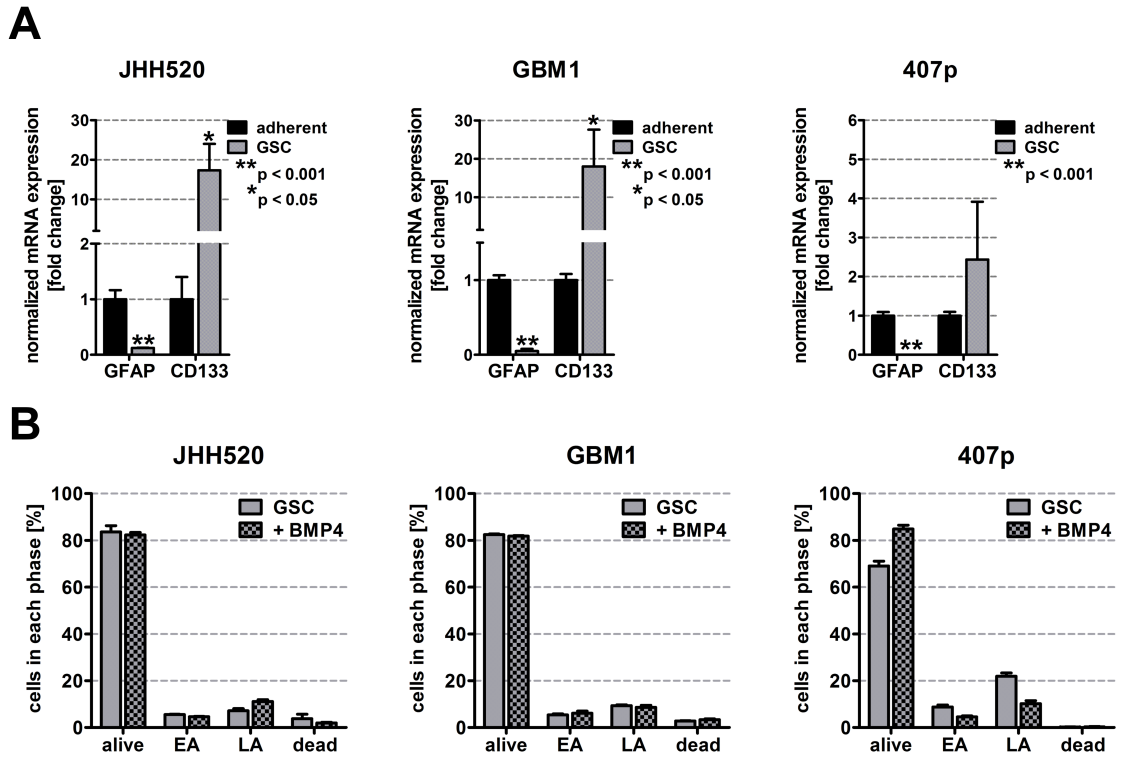 A
JHH520
normalized mRNA expression
[fold change]
30
20
10
2
1
0
GFAP CD133
*
**
adherent
GSC
** p < 0.001
* p < 0.05
GBM1
normalized mRNA expression
[fold change]
30
20
10
1
0
GFAP CD133
*
**
adherent
GSC
** p < 0.001
* p < 0.05
407p
normalized mRNA expression
[fold change]
6
5
4
3
2
1
0
GFAP CD133
**
adherent
GSC
** p < 0.001
B
JHH520
cells in each phase [%]
100
80
60
40
20
0
alive EA LA dead
GSC
+ BMP4
GBM1
cells in each phase [%]
100
80
60
40
20
0
alive EA LA dead
GSC
+ BMP4
407p
cells in each phase [%]
100
80
60
40
20
0
alive EA LA dead
GSC
+ BMP4